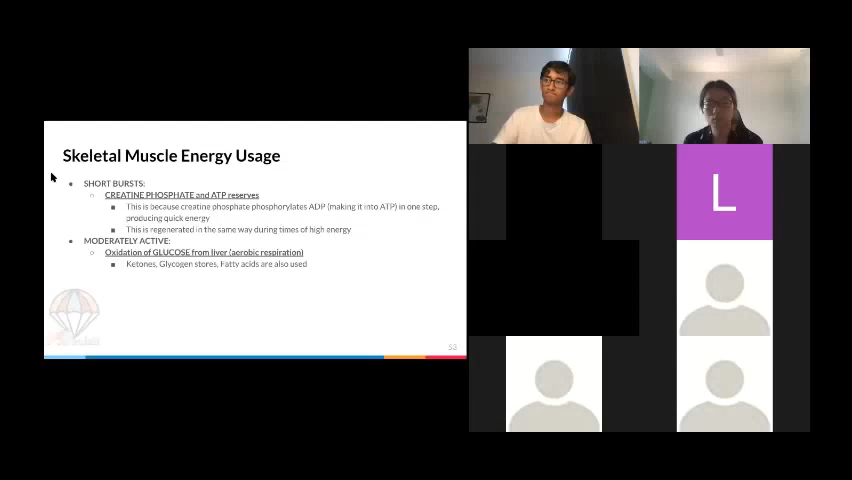 Skeletal Muscle Energy Usage
● SHORT BURSTS:
○ CREATINE PHOSPHATE and ATP reserves
■ This is because creatine phosphate phosphorylates ADP (making it into ATP) in one step,
producing quick energy
■ This is regenerated in the same way during times of high energy
● MODERATELY ACTIVE:
○ Oxidation of GLUCOSE from liver (aerobic respiration)
■ Ketones, Glycogen stores, Fatty acids are also used
53
L